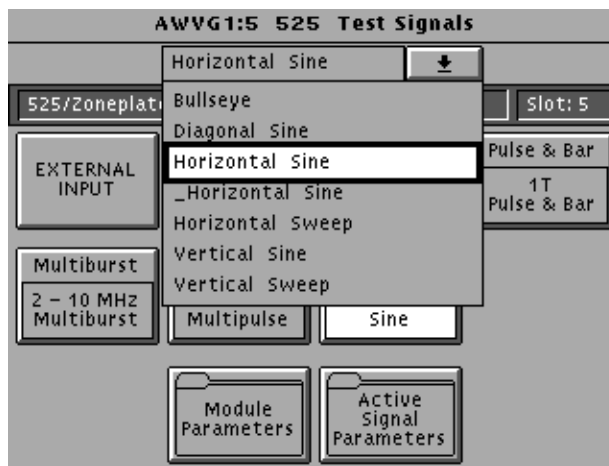 AWVG1:5 525 Test Signals
Horizontal Sine
525/Zoneplat
Slot: 5
Bullseye
Diagonal Sine
Horizontal Sine
_Horizontal Sine
Horizontal Sweep
Vertical Sine
Vertical Sweep
EXTERNAL
INPUT
Pulse & Bar
1T
Pulse & Bar
Multiburst
2 – 10 MHz
Multiburst
Multipulse
Sine
Module
Parameters
Active
Signal
Parameters